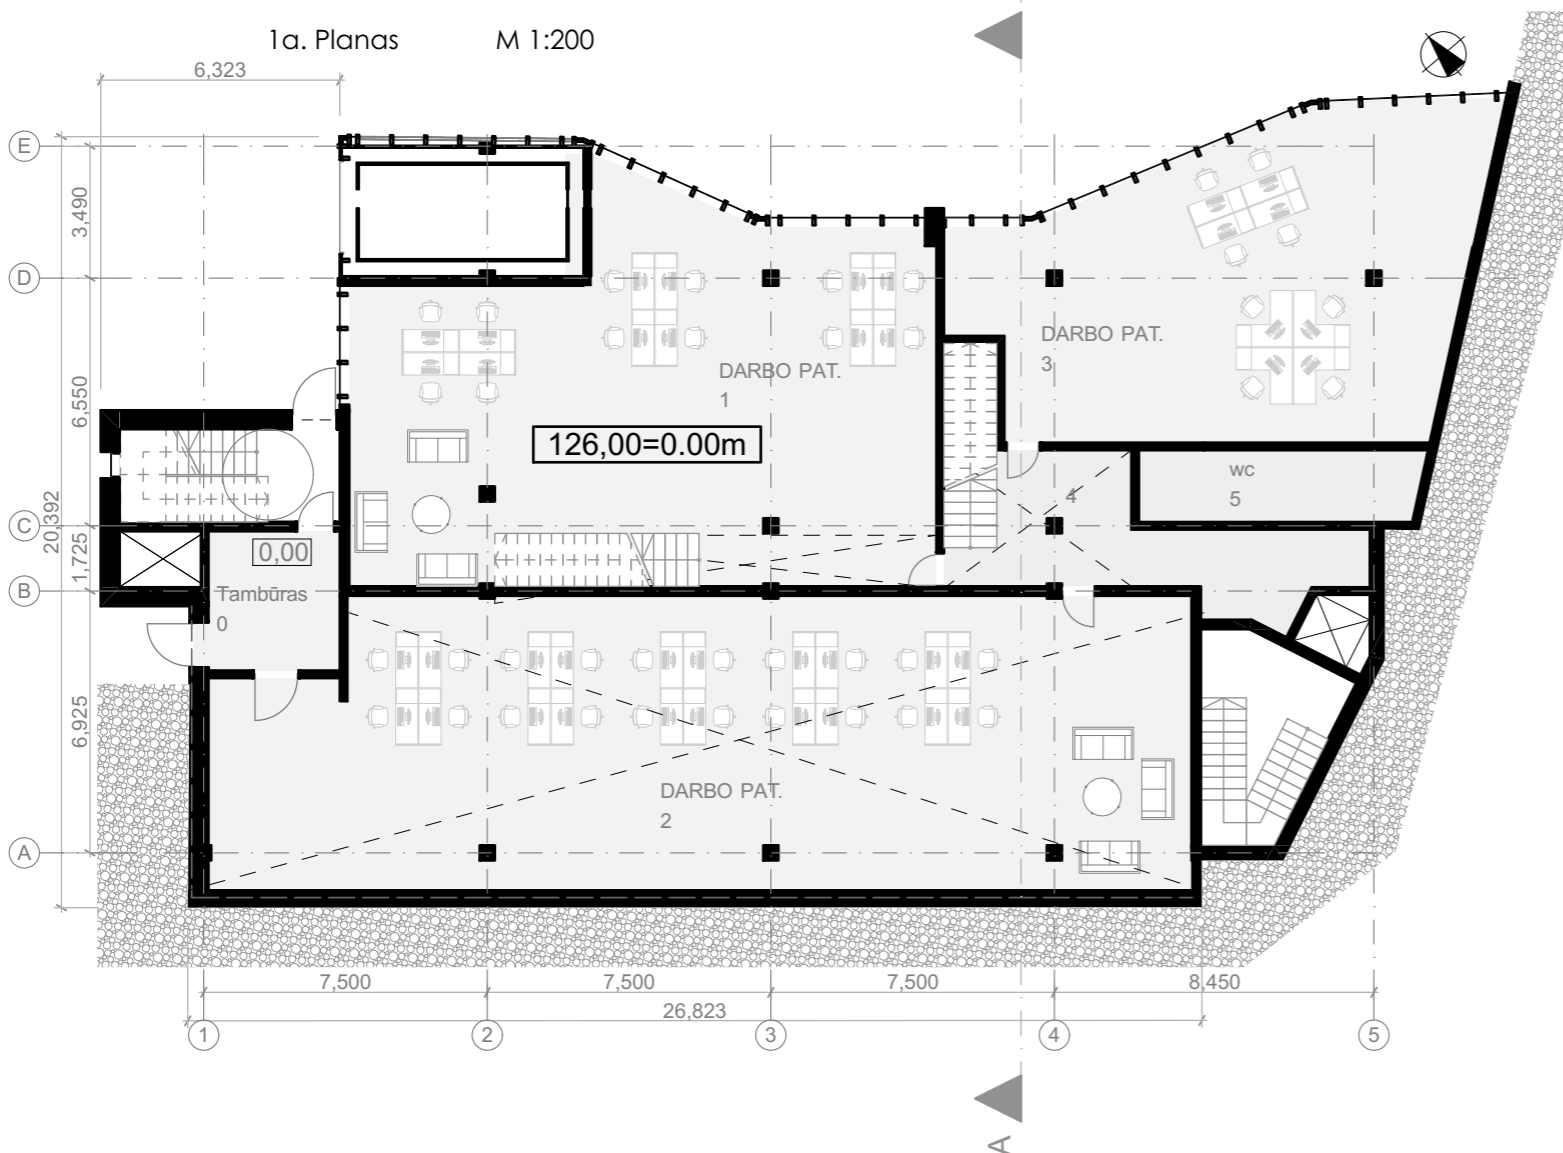 1a. Planas M 1:200
6,323
E
3,490
D
DARBO PAT.
3
DARBO PAT.
1
6,550
126,00=0.00m
wc
5
4
20,392
C
0,00
1,725
B
Tambūras
0
6,925
DARBO PAT.
2
A
7,500 7,500 7,500 8,450
26,823
1 2 3 4 5
A